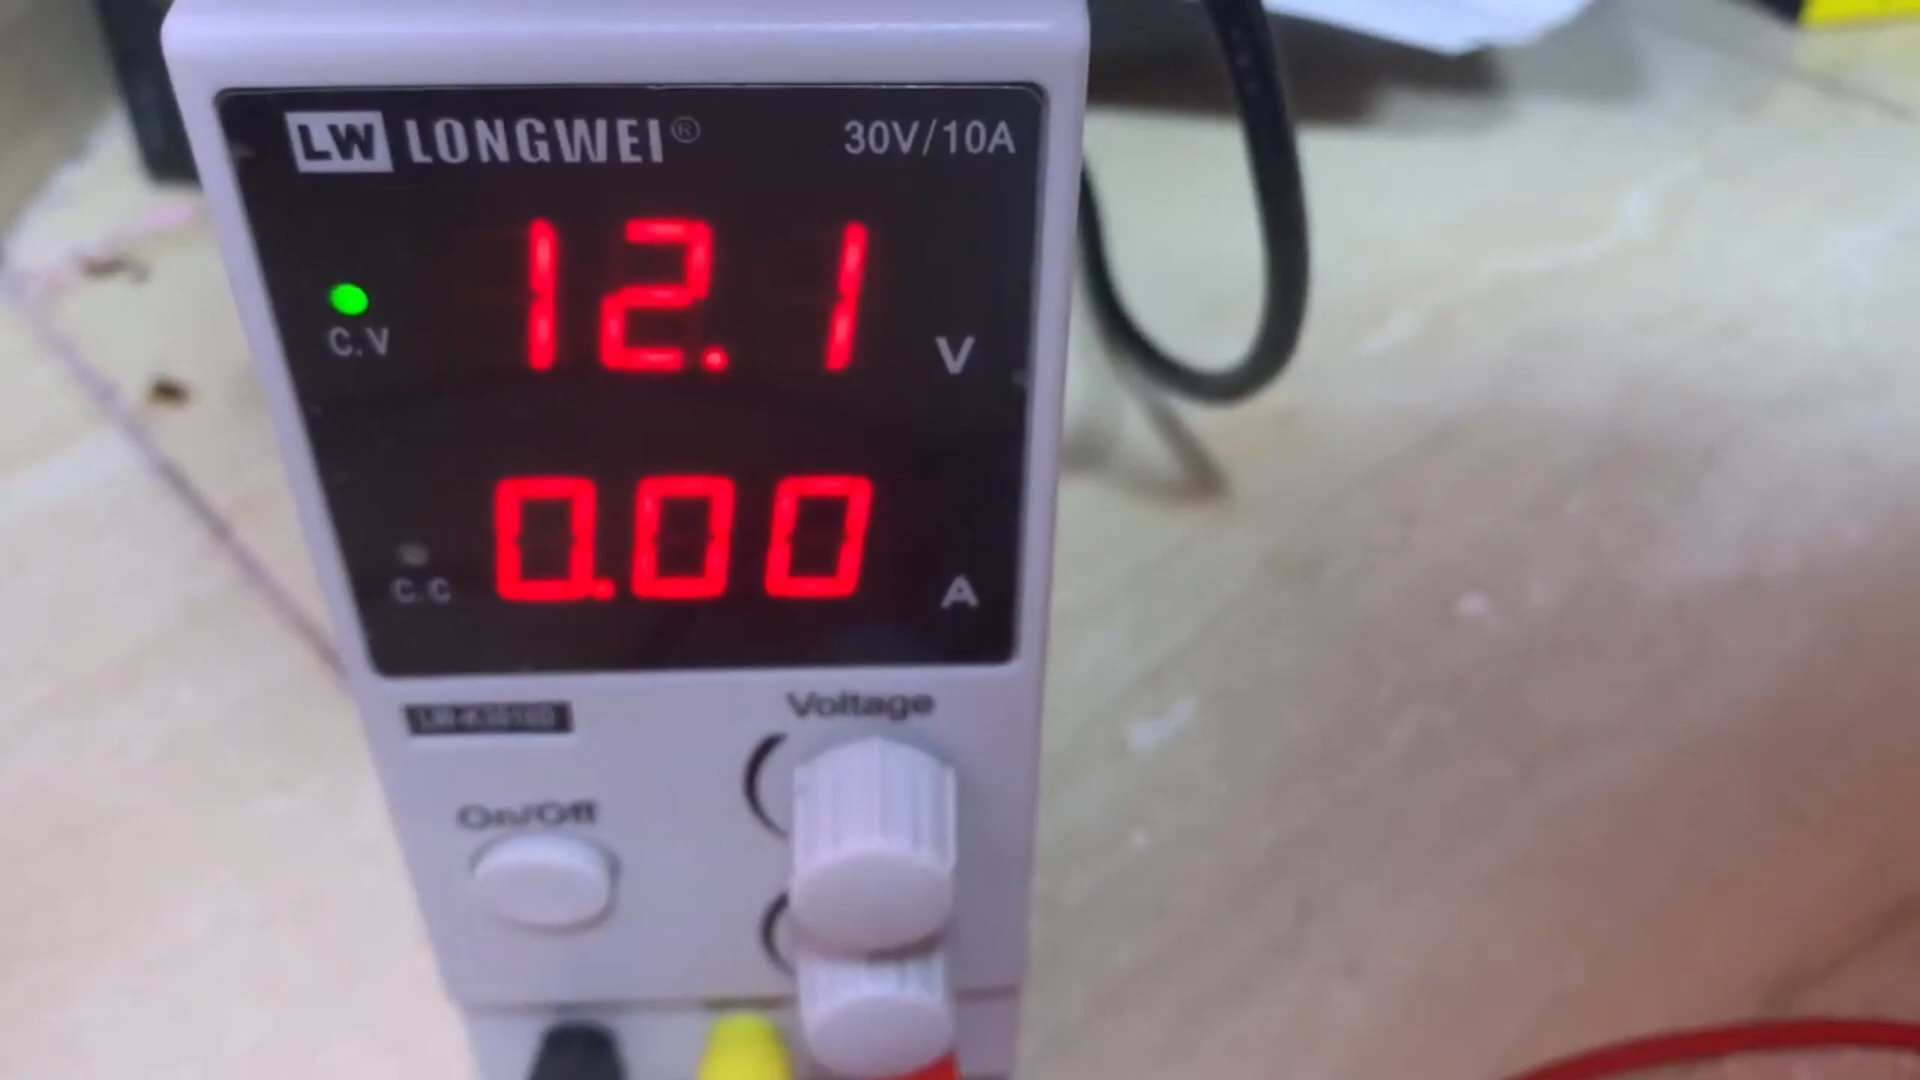 LW LONGWEI® 30V/10A
12.1 V
C.V
0.00 A
C.C
Voltage
On/Off